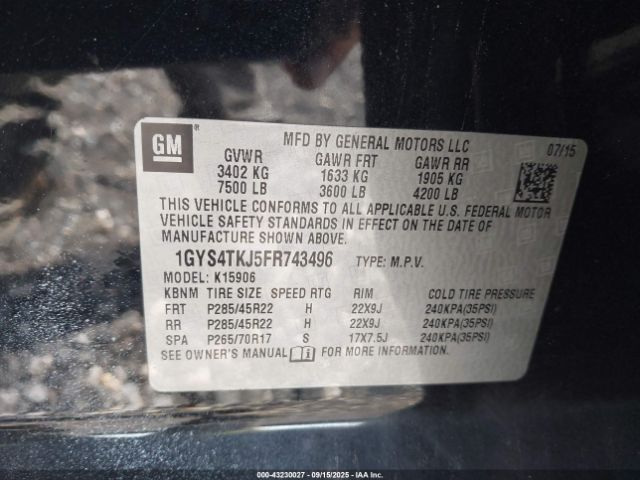 GM ®
MFD BY GENERAL MOTORS LLC 07/15
GVWR GAWR FRT GAWR RR
3402 KG 1633 KG 1905 KG
7500 LB 3600 LB 4200 LB
THIS VEHICLE CONFORMS TO ALL APPLICABLE U.S. FEDERAL MOTOR
VEHICLE SAFETY STANDARDS IN EFFECT ON THE DATE OF
MANUFACTURE SHOWN ABOVE.
1GYS4TKJ5FR743496 TYPE: M.P.V.
MODEL: K15906
KBNM TIRE SIZE SPEED RTG RIM COLD TIRE PRESSURE
FRT P285/45R22 H 22X9J 240KPA(35PSI)
RR P285/45R22 H 22X9J 240KPA(35PSI)
SPA P265/70R17 S 17X7.5J 240KPA(35PSI)
SEE OWNER'S MANUAL FOR MORE INFORMATION.
000-43230027 - 09/15/2025 - IAAI.COM